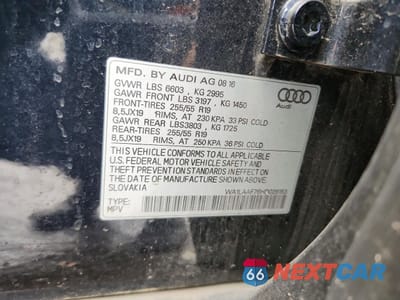 MFD. BY AUDI AG 08 16
GVWR LBS 6603 , KG 2995
GAWR FRONT LBS 3197 , KG 1450
FRONT-TIRES 255/55 R19
8,5JX19 RIMS, AT 230 KPA 33 PSI COLD
GAWR REAR LBS3803 , KG 1725
REAR-TIRES 255/55 R19
8,5JX19 RIMS, AT 250 KPA 36 PSI COLD
THIS VEHICLE CONFORMS TO ALL APPLICABLE
U.S. FEDERAL MOTOR VEHICLE SAFETY AND
THEFT PREVENTION STANDARDS IN EFFECT ON
THE DATE OF MANUFACTURE SHOWN ABOVE.
SLOVAKIA
TYPE:
MPV
Audi
66 NEXTCAR